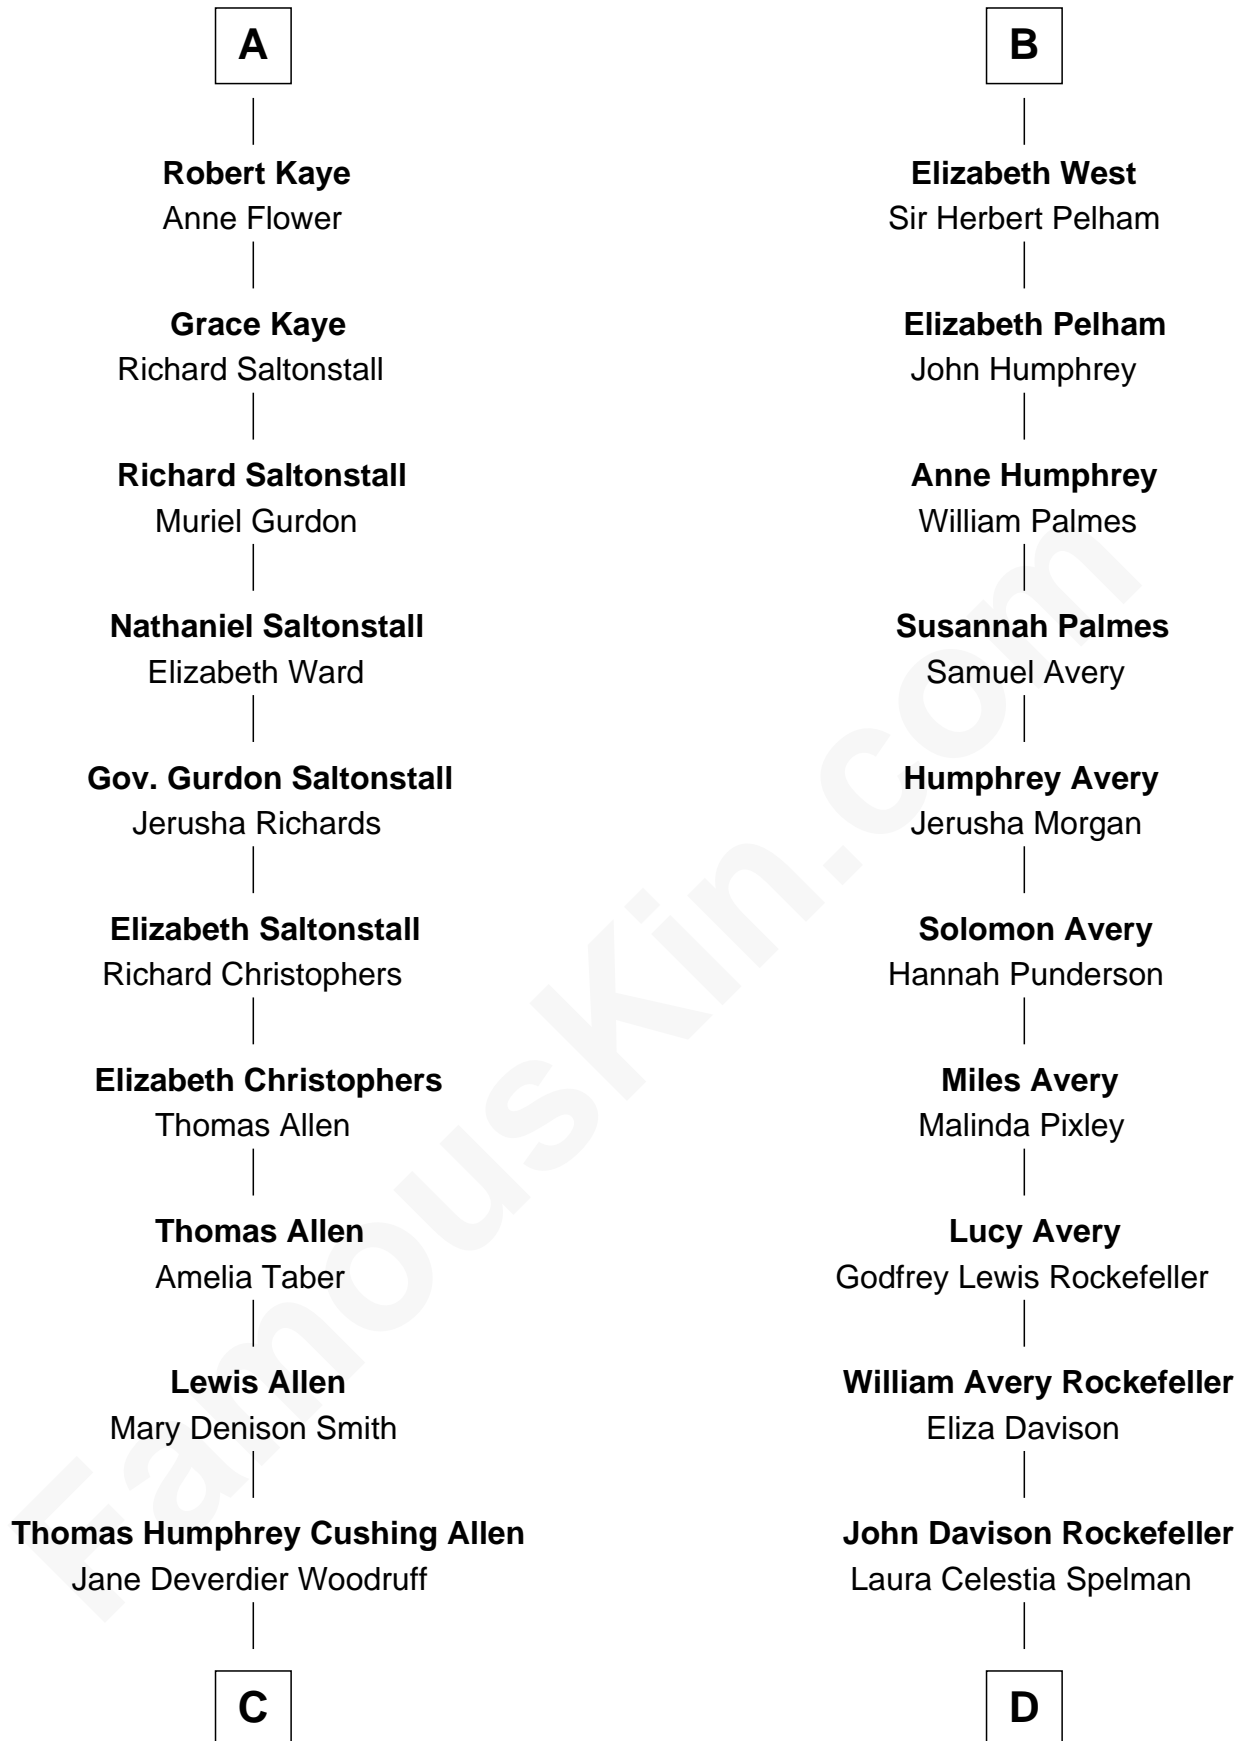 A
Robert Kaye
Anne Flower
Grace Kaye
Richard Saltonstall
Richard Saltonstall
Muriel Gurdon
Nathaniel Saltonstall
Elizabeth Ward
Gov. Gurdon Saltonstall
Jerusha Richards
Elizabeth Saltonstall
Richard Christophers
Elizabeth Christophers
Thomas Allen
Thomas Allen
Amelia Taber
Lewis Allen
Mary Denison Smith
Thomas Humphrey Cushing Allen
Jane Deverdier Woodruff
C
B
Elizabeth West
Sir Herbert Pelham
Elizabeth Pelham
John Humphrey
Anne Humphrey
William Palmes
Susannah Palmes
Samuel Avery
Humphrey Avery
Jerusha Morgan
Solomon Avery
Hannah Punderson
Miles Avery
Malinda Pixley
Lucy Avery
Godfrey Lewis Rockefeller
William Avery Rockefeller
Eliza Davison
John Davison Rockefeller
Laura Celestia Spelman
D
FamousKin.com